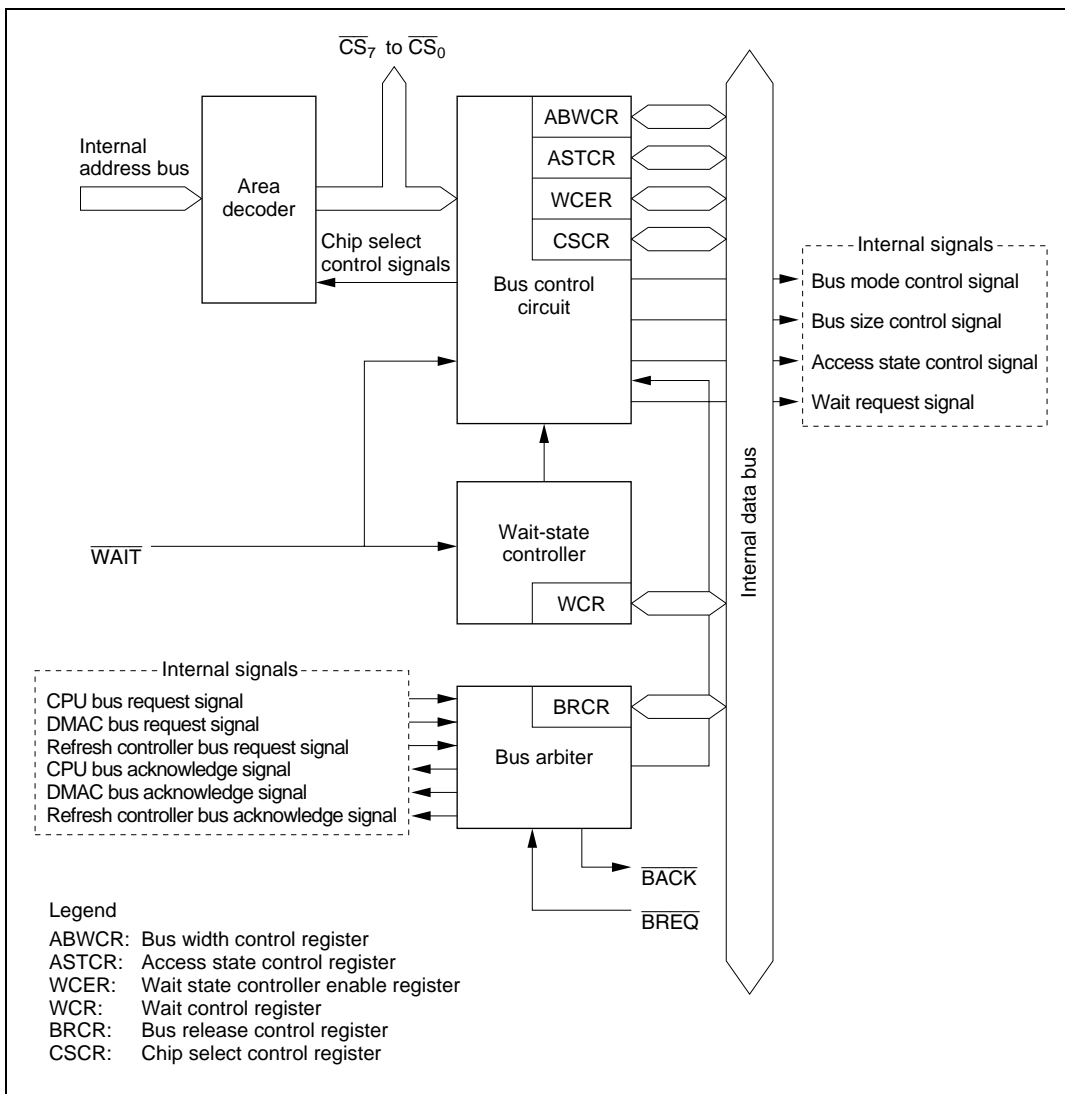 C̅S̅₇ to C̅S̅₀
Internal
address bus
Area
decoder
Chip select
control signals
ABWCR
ASTCR
WCER
CSCR
Bus control
circuit
Internal signals
Bus mode control signal
Bus size control signal
Access state control signal
Wait request signal
Internal data bus
W̅A̅I̅T̅
Wait-state
controller
WCR
Internal signals
CPU bus request signal
DMAC bus request signal
Refresh controller bus request signal
CPU bus acknowledge signal
DMAC bus acknowledge signal
Refresh controller bus acknowledge signal
BRCR
Bus arbiter
B̅A̅C̅K̅
B̅R̅E̅Q̅
Legend
ABWCR: Bus width control register
ASTCR: Access state control register
WCER: Wait state controller enable register
WCR: Wait control register
BRCR: Bus release control register
CSCR: Chip select control register